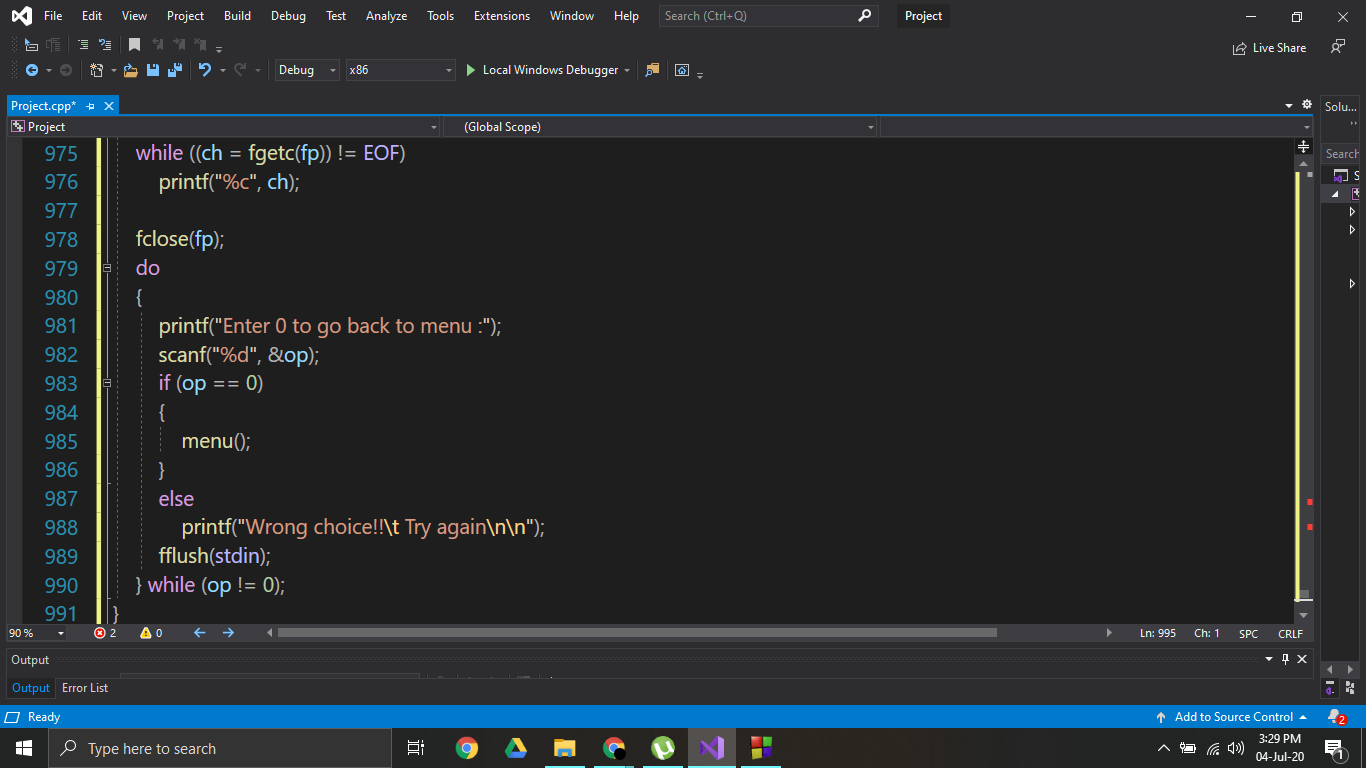 File Edit View Project Build Debug Test Analyze Tools Extensions Window Help Search (Ctrl+Q) Project
Live Share
Debug x86 Local Windows Debugger
Project.cpp* Solu...
Project (Global Scope)
Search
975 while ((ch = fgetc(fp)) != EOF)
976 printf("%c", ch);
977
978 fclose(fp);
979 do
980 {
981 printf("Enter 0 to go back to menu :");
982 scanf("%d", &op);
983 if (op == 0)
984 {
985 menu();
986 }
987 else
988 printf("Wrong choice!!\t Try again\n\n");
989 fflush(stdin);
990 } while (op != 0);
991 }
90 % 2 0 Ln: 995 Ch: 1 SPC CRLF
Output
Output Error List
Ready Add to Source Control 2
Type here to search
3:29 PM
04-Jul-20
1